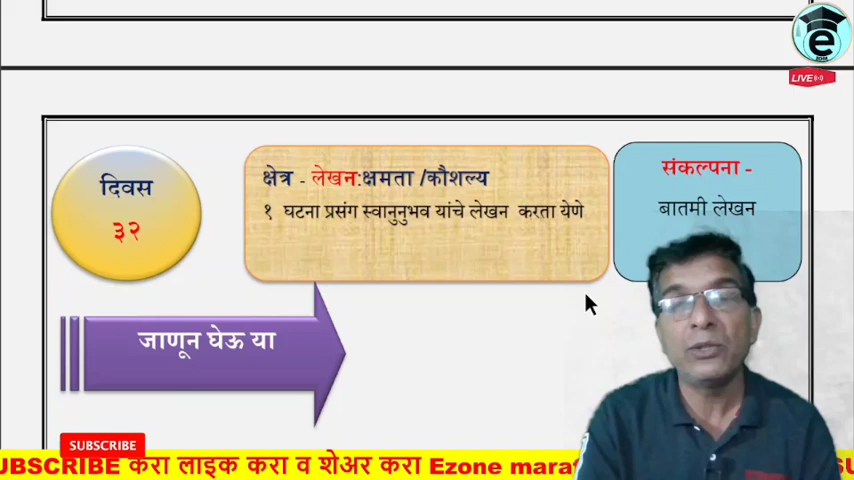 e
LIVE
दिवस
३२
क्षेत्र - लेखन:क्षमता /कौशल्य
१ घटना प्रसंग स्वानुनुभव यांचे लेखन करता येणे
संकल्पना -
बातमी लेखन
जाणून घेऊ या
SUBSCRIBE
UBSCRIBE करा लाइक करा व शेअर करा Ezone mara